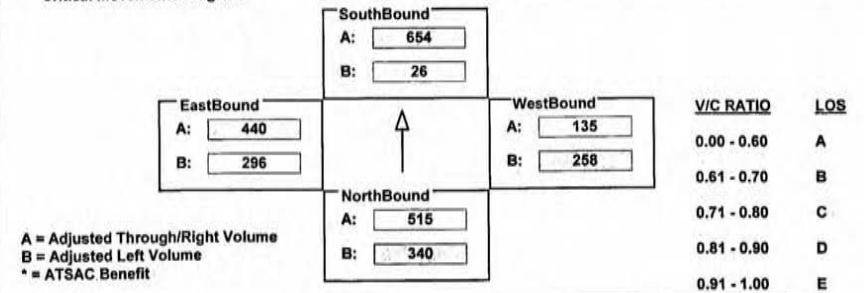 SouthBound
A: 654
B: 26
EastBound
A: 440
B: 296
WestBound
A: 135
B: 258
NorthBound
A: 515
B: 340
A = Adjusted Through/Right Volume
B = Adjusted Left Volume
* = ATSAC Benefit
V/C RATIO LOS
0.00 - 0.60 A
0.61 - 0.70 B
0.71 - 0.80 C
0.81 - 0.90 D
0.91 - 1.00 E